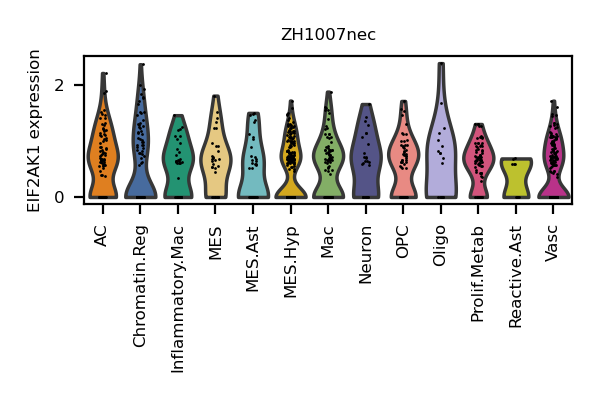 ZH1007nec
EIF2AK1 expression
2
0
AC
Chromatin.Reg
Inflammatory.Mac
MES
MES.Ast
MES.Hyp
Mac
Neuron
OPC
Oligo
Prolif.Metab
Reactive.Ast
Vasc